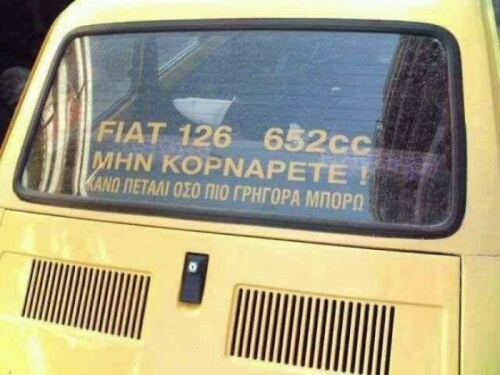 FIAT 126 652cc
ΜΗΝ ΚΟΡΝΑΡΕΤΕ !
ΚΑΝΩ ΠΕΤΑΛΙ ΟΣΟ ΠΙΟ ΓΡΗΓΟΡΑ ΜΠΟΡΩ